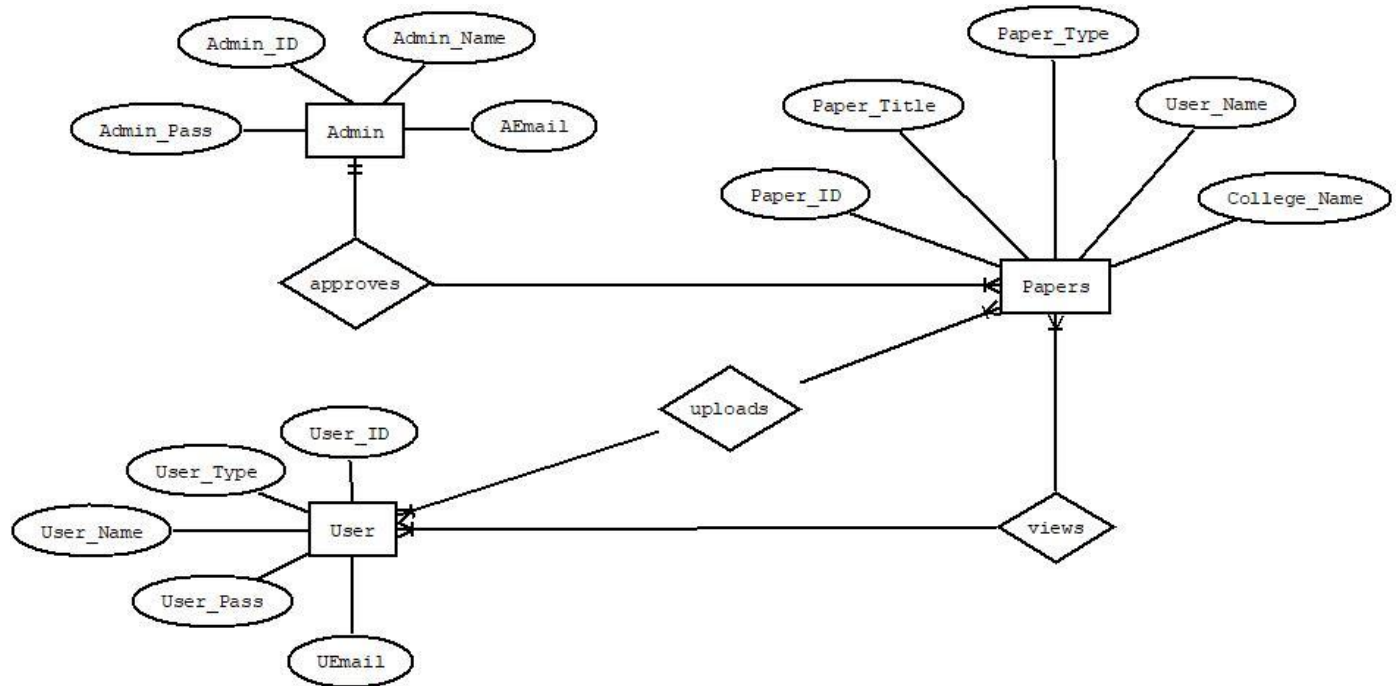 Paper_Type
Admin_ID
Admin_Name
Paper_Title
User_Name
Admin_Pass
Admin
AEmail
Paper_ID
College_Name
approves
Papers
uploads
User_ID
User_Type
User_Name
User
views
User_Pass
UEmail